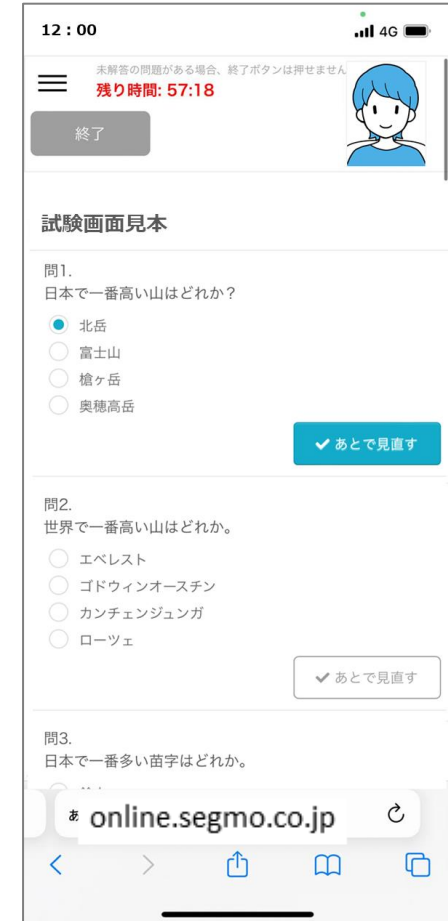 12：00
4G
未解答の問題がある場合、終了ボタンは押せません
残り時間: 57:18
終了
試験画面見本
問1.
日本で一番高い山はどれか？
北岳
富士山
槍ヶ岳
奥穂高岳
あとで見直す
問2.
世界で一番高い山はどれか。
エベレスト
ゴドウィンオースチン
カンチェンジュンガ
ローツェ
あとで見直す
問3.
日本で一番多い苗字はどれか。
online.segmo.co.jp